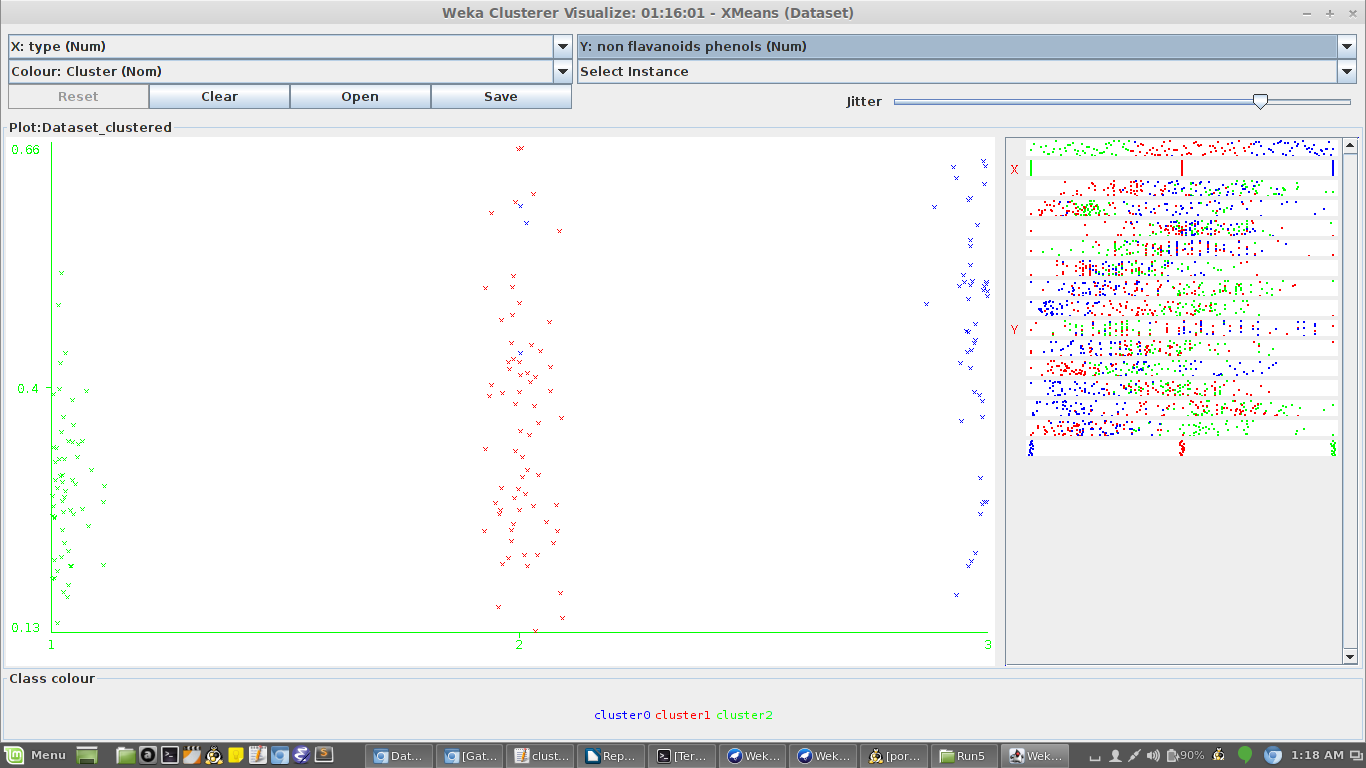 Weka Clusterer Visualize: 01:16:01 - XMeans (Dataset)
X: type (Num)
Y: non flavanoids phenols (Num)
Colour: Cluster (Nom)
Select Instance
Reset
Clear
Open
Save
Jitter
Plot:Dataset_clustered
0.66
0.4
0.13
1
2
3
X
Y
Class colour
cluster0 cluster1 cluster2
Menu
Dat...
[Gat...
clust...
Rep...
[Ter...
Wek...
Wek...
[por...
Run5
Wek...
90%
1:18 AM